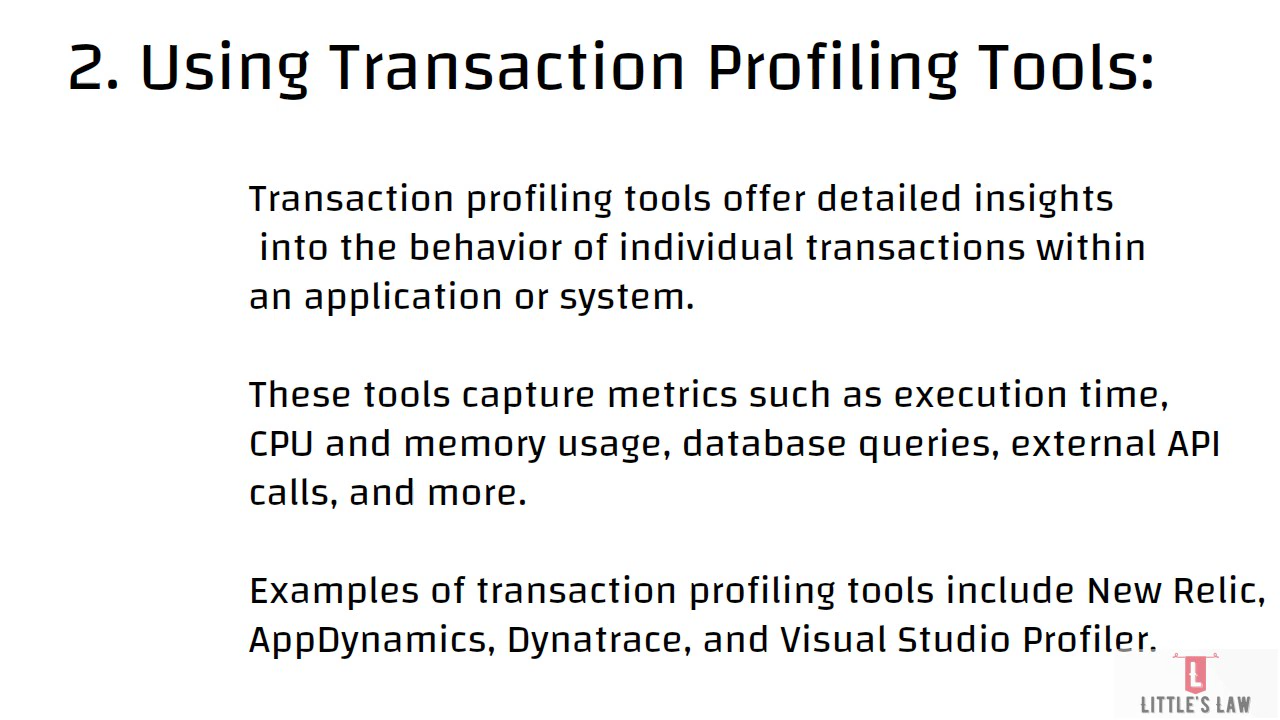 2. Using Transaction Profiling Tools:
Transaction profiling tools offer detailed insights
into the behavior of individual transactions within
an application or system.
These tools capture metrics such as execution time,
CPU and memory usage, database queries, external API
calls, and more.
Examples of transaction profiling tools include New Relic,
AppDynamics, Dynatrace, and Visual Studio Profiler.
L
LITTLE'S LAW